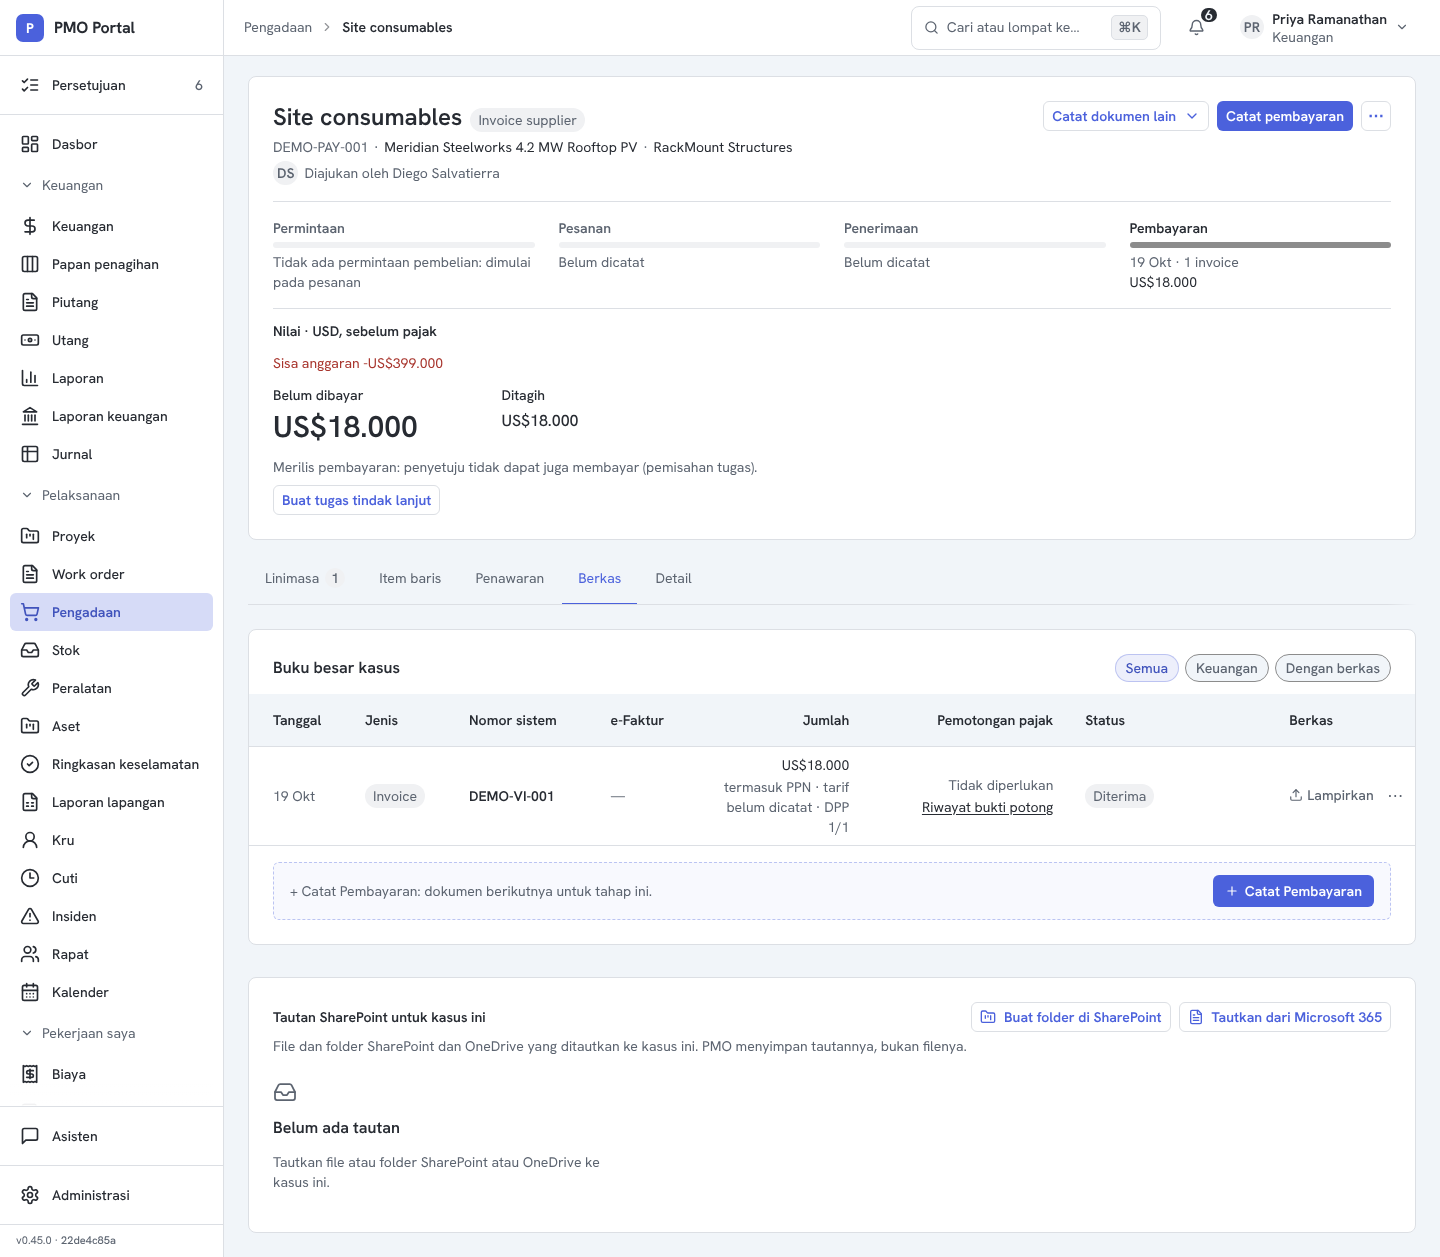 P PMO Portal
Pengadaan > Site consumables
Cari atau lompat ke... ⌘K
6
PR Priya Ramanathan
Keuangan
Persetujuan 6
Dasbor
Keuangan
Keuangan
Papan penagihan
Piutang
Utang
Laporan
Laporan keuangan
Jurnal
Pelaksanaan
Proyek
Work order
Pengadaan
Stok
Peralatan
Aset
Ringkasan keselamatan
Laporan lapangan
Kru
Cuti
Insiden
Rapat
Kalender
Pekerjaan saya
Biaya
Asisten
Administrasi
v0.45.0 · 22de4c85a
Site consumables Invoice supplier
Catat dokumen lain Catat pembayaran ···
DEMO-PAY-001 · Meridian Steelworks 4.2 MW Rooftop PV · RackMount Structures
DS Diajukan oleh Diego Salvatierra
Permintaan
Tidak ada permintaan pembelian: dimulai
pada pesanan
Pesanan
Belum dicatat
Penerimaan
Belum dicatat
Pembayaran
19 Okt · 1 invoice
US$18.000
Nilai · USD, sebelum pajak
Sisa anggaran -US$399.000
Belum dibayar
US$18.000
Ditagih
US$18.000
Merilis pembayaran: penyetuju tidak dapat juga membayar (pemisahan tugas).
Buat tugas tindak lanjut
Linimasa 1 Item baris Penawaran Berkas Detail
Buku besar kasus
Semua Keuangan Dengan berkas
Tanggal Jenis Nomor sistem e-Faktur Jumlah Pemotongan pajak Status Berkas
19 Okt Invoice DEMO-VI-001 —
US$18.000
termasuk PPN · tarif
belum dicatat · DPP
1/1
Tidak diperlukan
Riwayat bukti potong
Diterima
Lampirkan ···
+ Catat Pembayaran: dokumen berikutnya untuk tahap ini.
+ Catat Pembayaran
Tautan SharePoint untuk kasus ini
Buat folder di SharePoint Tautkan dari Microsoft 365
File dan folder SharePoint dan OneDrive yang ditautkan ke kasus ini. PMO menyimpan tautannya, bukan filenya.
Belum ada tautan
Tautkan file atau folder SharePoint atau OneDrive ke
kasus ini.